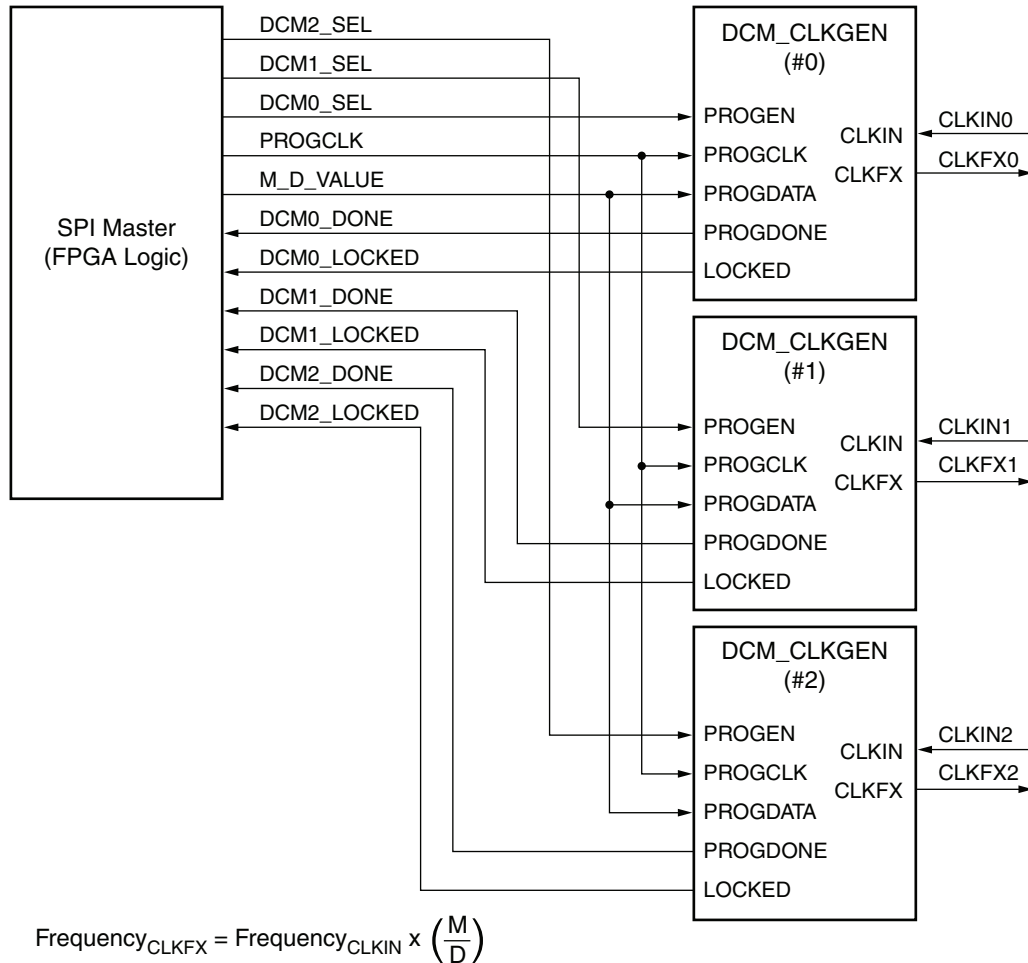 SPI Master
(FPGA Logic)
DCM2_SEL
DCM1_SEL
DCM0_SEL
PROGCLK
M_D_VALUE
DCM0_DONE
DCM0_LOCKED
DCM1_DONE
DCM1_LOCKED
DCM2_DONE
DCM2_LOCKED
DCM_CLKGEN
(#0)
PROGEN
PROGCLK
PROGDATA
PROGDONE
LOCKED
CLKIN
CLKFX
CLKIN0
CLKFX0
DCM_CLKGEN
(#1)
PROGEN
PROGCLK
PROGDATA
PROGDONE
LOCKED
CLKIN
CLKFX
CLKIN1
CLKFX1
DCM_CLKGEN
(#2)
PROGEN
PROGCLK
PROGDATA
PROGDONE
LOCKED
CLKIN
CLKFX
CLKIN2
CLKFX2
Frequency_CLKFX = Frequency_CLKIN x (M/D)